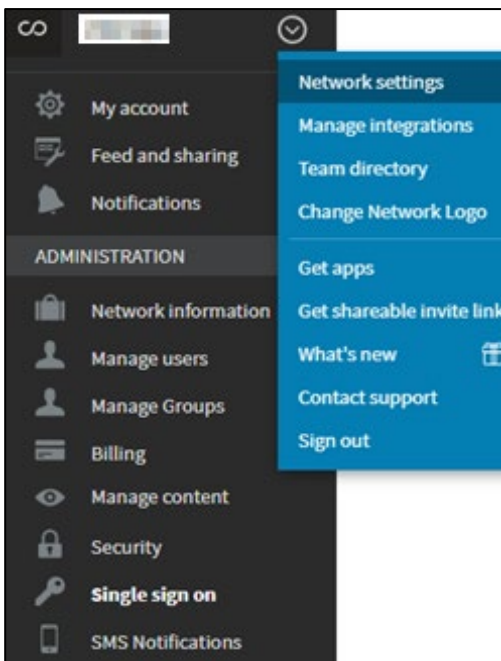 My account
Feed and sharing
Notifications
ADMINISTRATION
Network information
Manage users
Manage Groups
Billing
Manage content
Security
Single sign on
SMS Notifications
Network settings
Manage integrations
Team directory
Change Network Logo
Get apps
Get shareable invite link
What's new
Contact support
Sign out